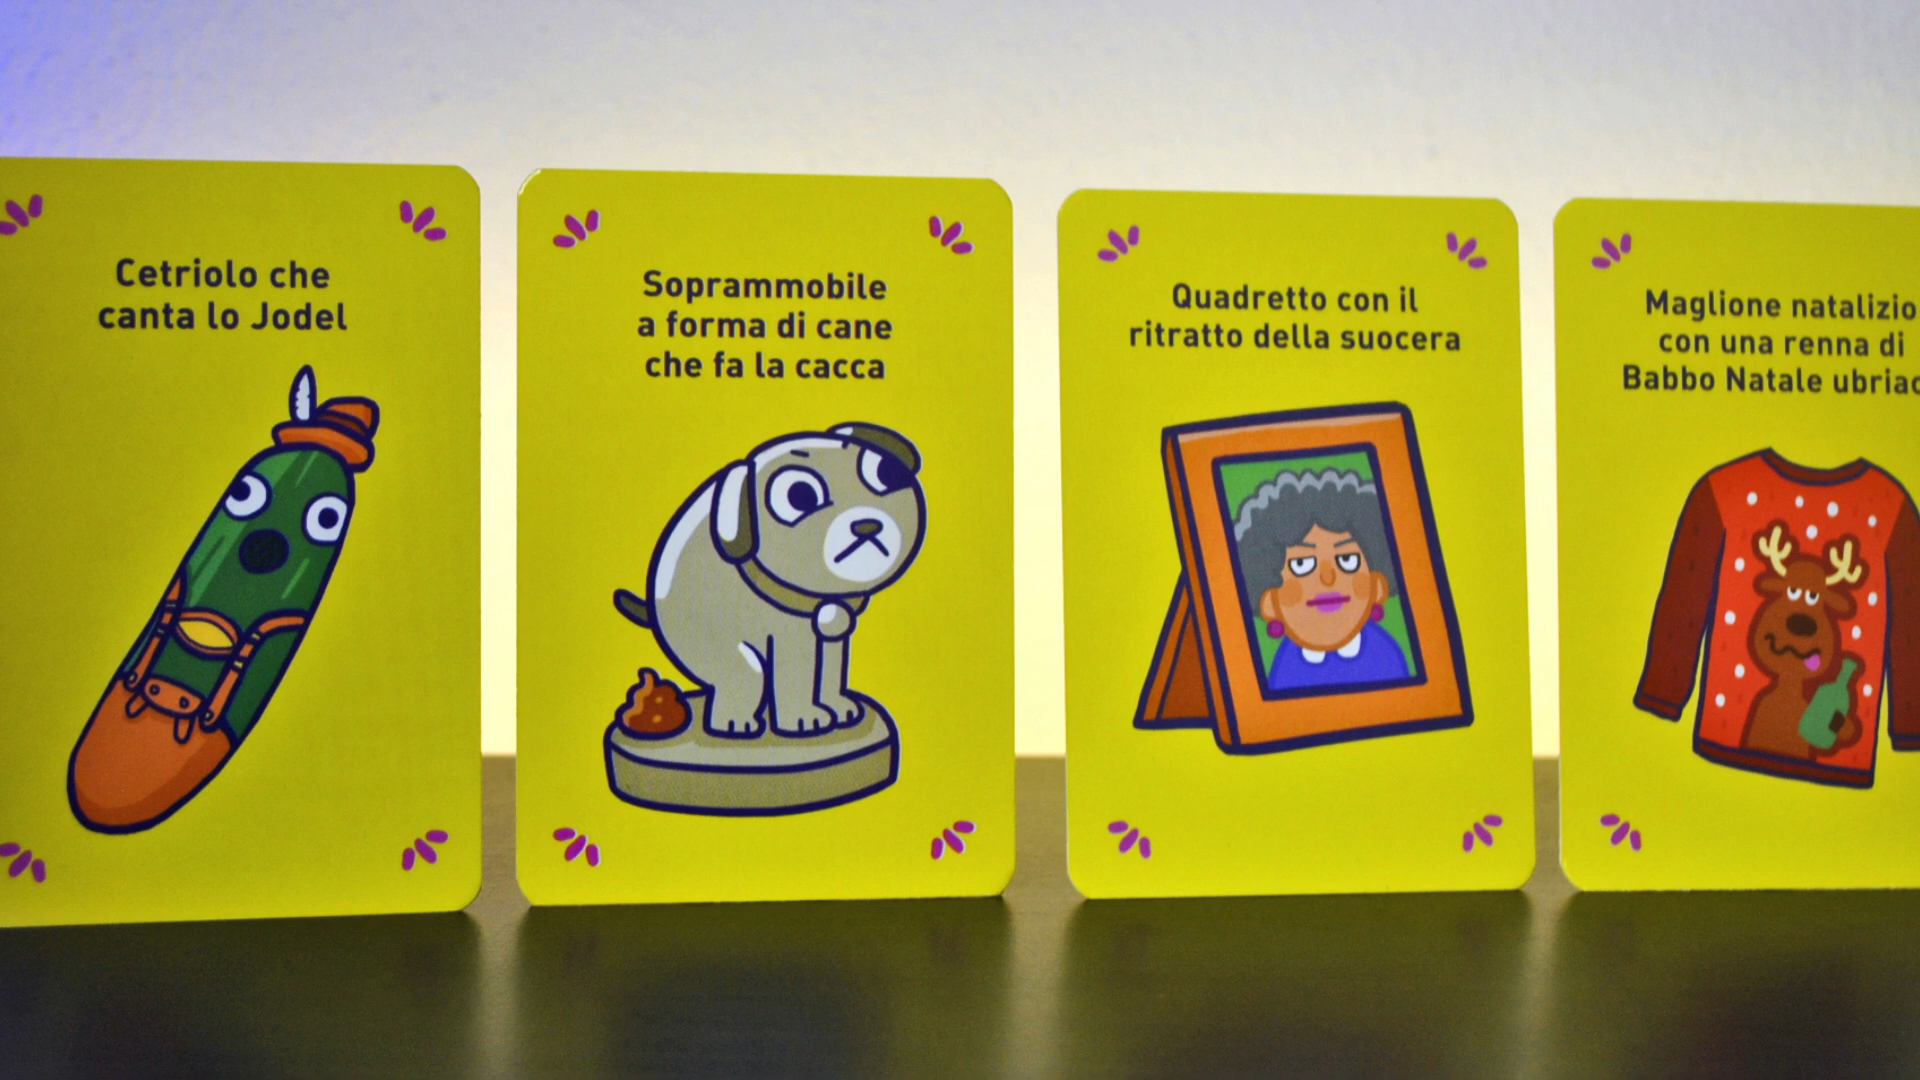 Cetriolo che
canta lo Jodel
Soprammobile
a forma di cane
che fa la cacca
Quadretto con il
ritratto della suocera
Maglione natalizio
con una renna di
Babbo Natale